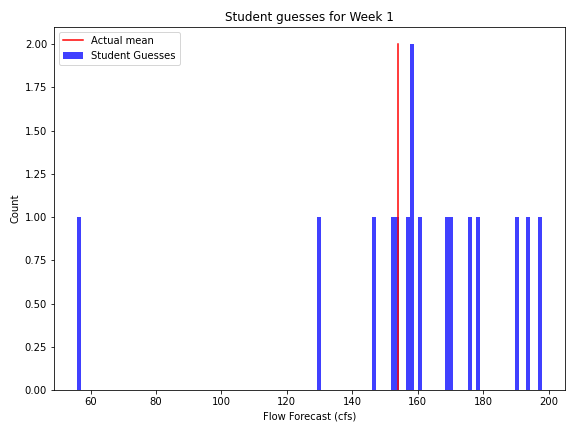 Student guesses for Week 1
Actual mean
Student Guesses
2.00
1.75
1.50
1.25
1.00
0.75
0.50
0.25
0.00
Count
60 80 100 120 140 160 180 200
Flow Forecast (cfs)